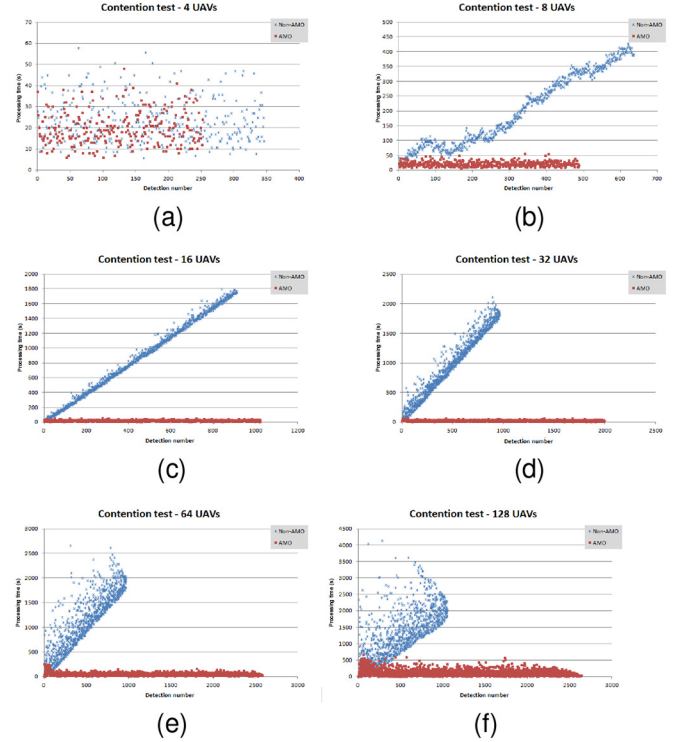 Contention test - 4 UAVs
Non-AMO
AMO
Processing time (s)
70
60
50
40
30
20
10
0
0 50 100 150 200 250 300 350 400
Detection number
(a)
Contention test - 8 UAVs
Non-AMO
AMO
Processing time (s)
500
450
400
350
300
250
200
150
100
50
0
0 100 200 300 400 500 600 700
Detection number
(b)
Contention test - 16 UAVs
Non-AMO
AMO
Processing time (s)
2000
1800
1600
1400
1200
1000
800
600
400
200
0
0 200 400 600 800 1000 1200
Detection number
(c)
Contention test - 32 UAVs
Non-AMO
AMO
Processing time (s)
2500
2000
1500
1000
500
0
0 500 1000 1500 2000 2500
Detection number
(d)
Contention test - 64 UAVs
Non-AMO
AMO
Processing time (s)
3000
2500
2000
1500
1000
500
0
0 500 1000 1500 2000 2500 3000
Detection number
(e)
Contention test - 128 UAVs
Non-AMO
AMO
Processing time (s)
4500
4000
3500
3000
2500
2000
1500
1000
500
0
0 500 1000 1500 2000 2500 3000
Detection number
(f)